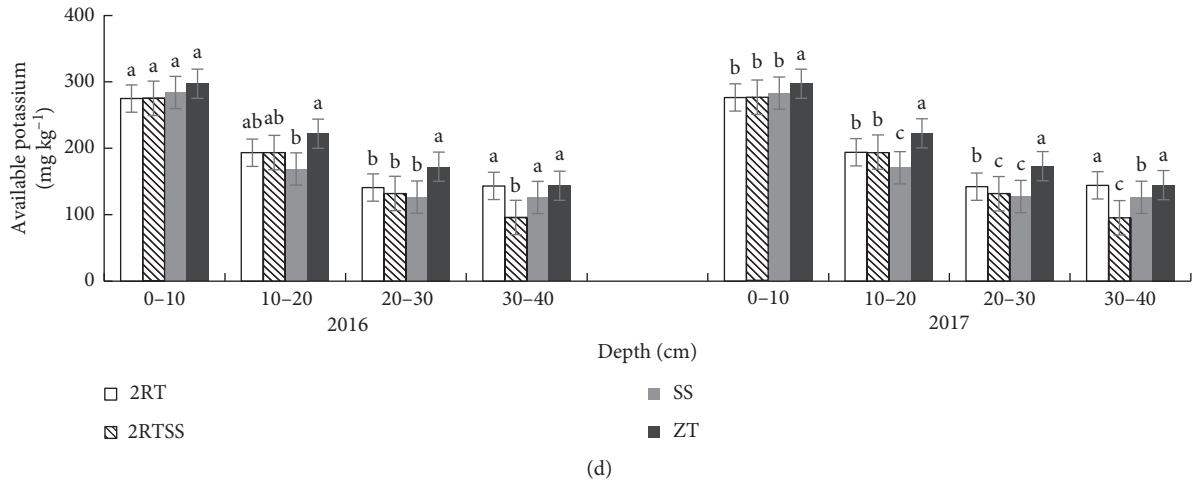 400
300
200
100
0
Available potassium
(mg kg−1)
a a a a
ab ab b a
b b b a
a b a a
b b b a
b b c a
b c c a
a c b a
0–10 10–20 20–30 30–40 0–10 10–20 20–30 30–40
2016 2017
Depth (cm)
2RT SS
2RTSS ZT
(d)